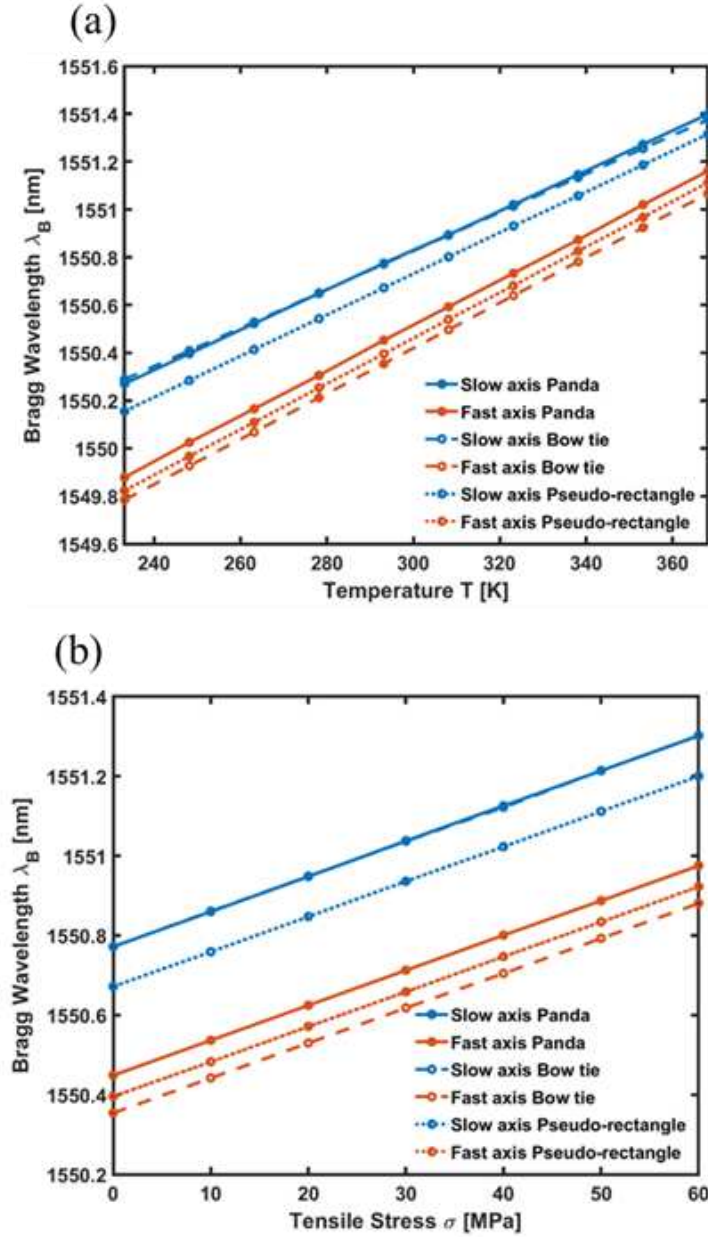 (a)
1551.6
1551.4
1551.2
1551
1550.8
1550.6
1550.4
1550.2
1550
1549.8
1549.6
Bragg Wavelength λB [nm]
Slow axis Panda
Fast axis Panda
Slow axis Bow tie
Fast axis Bow tie
Slow axis Pseudo-rectangle
Fast axis Pseudo-rectangle
240 260 280 300 320 340 360
Temperature T [K]
(b)
1551.4
1551.2
1551
1550.8
1550.6
1550.4
1550.2
Bragg Wavelength λB [nm]
Slow axis Panda
Fast axis Panda
Slow axis Bow tie
Fast axis Bow tie
Slow axis Pseudo-rectangle
Fast axis Pseudo-rectangle
0 10 20 30 40 50 60
Tensile Stress σ [MPa]